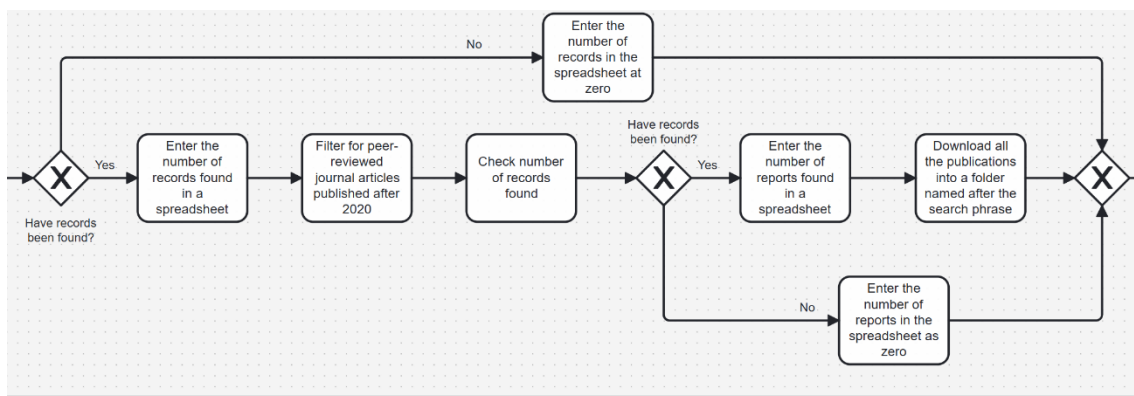 No
Enter the
number of
records in the
spreadsheet at
zero
X
Have records
been found?
Yes
Enter the
number of
records found
in a
spreadsheet
Filter for peer-
reviewed
journal articles
published after
2020
Check number
of records
found
Have records
been found?
X
Yes
Enter the
number of
reports found
in a
spreadsheet
Download all
the publications
into a folder
named after the
search phrase
X
No
Enter the
number of
reports in the
spreadsheet as
zero